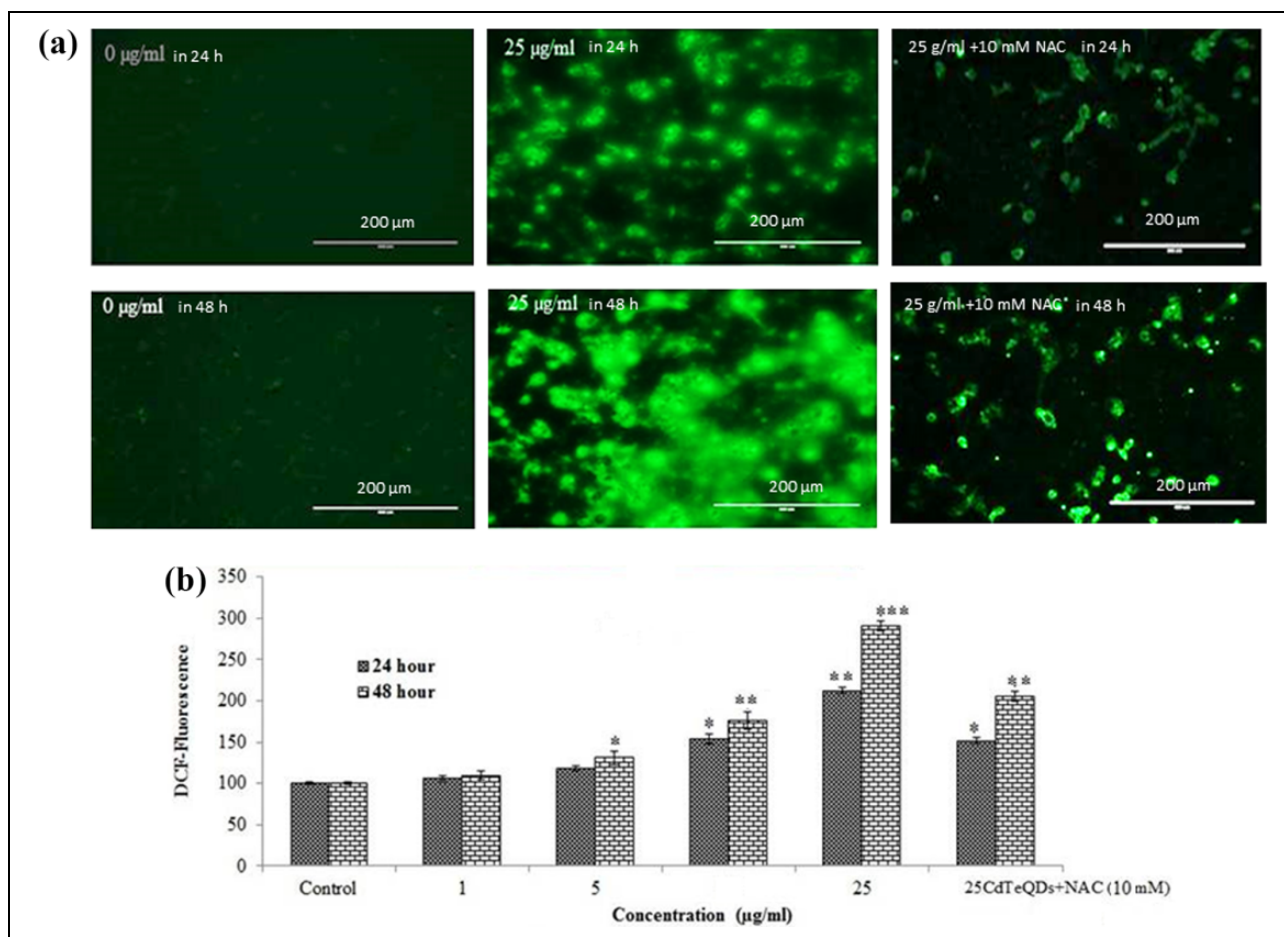 (a)
0 µg/ml in 24 h
200 µm
25 µg/ml in 24 h
200 µm
25 g/ml +10 mM NAC in 24 h
200 µm
0 µg/ml in 48 h
200 µm
25 µg/ml in 48 h
200 µm
25 g/ml +10 mM NAC* in 48 h
200 µm
(b)
350
300
250
200
150
100
50
0
DCF-Fluorescence
24 hour
48 hour
*
*
**
**
***
*
**
Control
1
5
25
25CdTeQDs+NAC (10 mM)
Concentration (µg/ml)